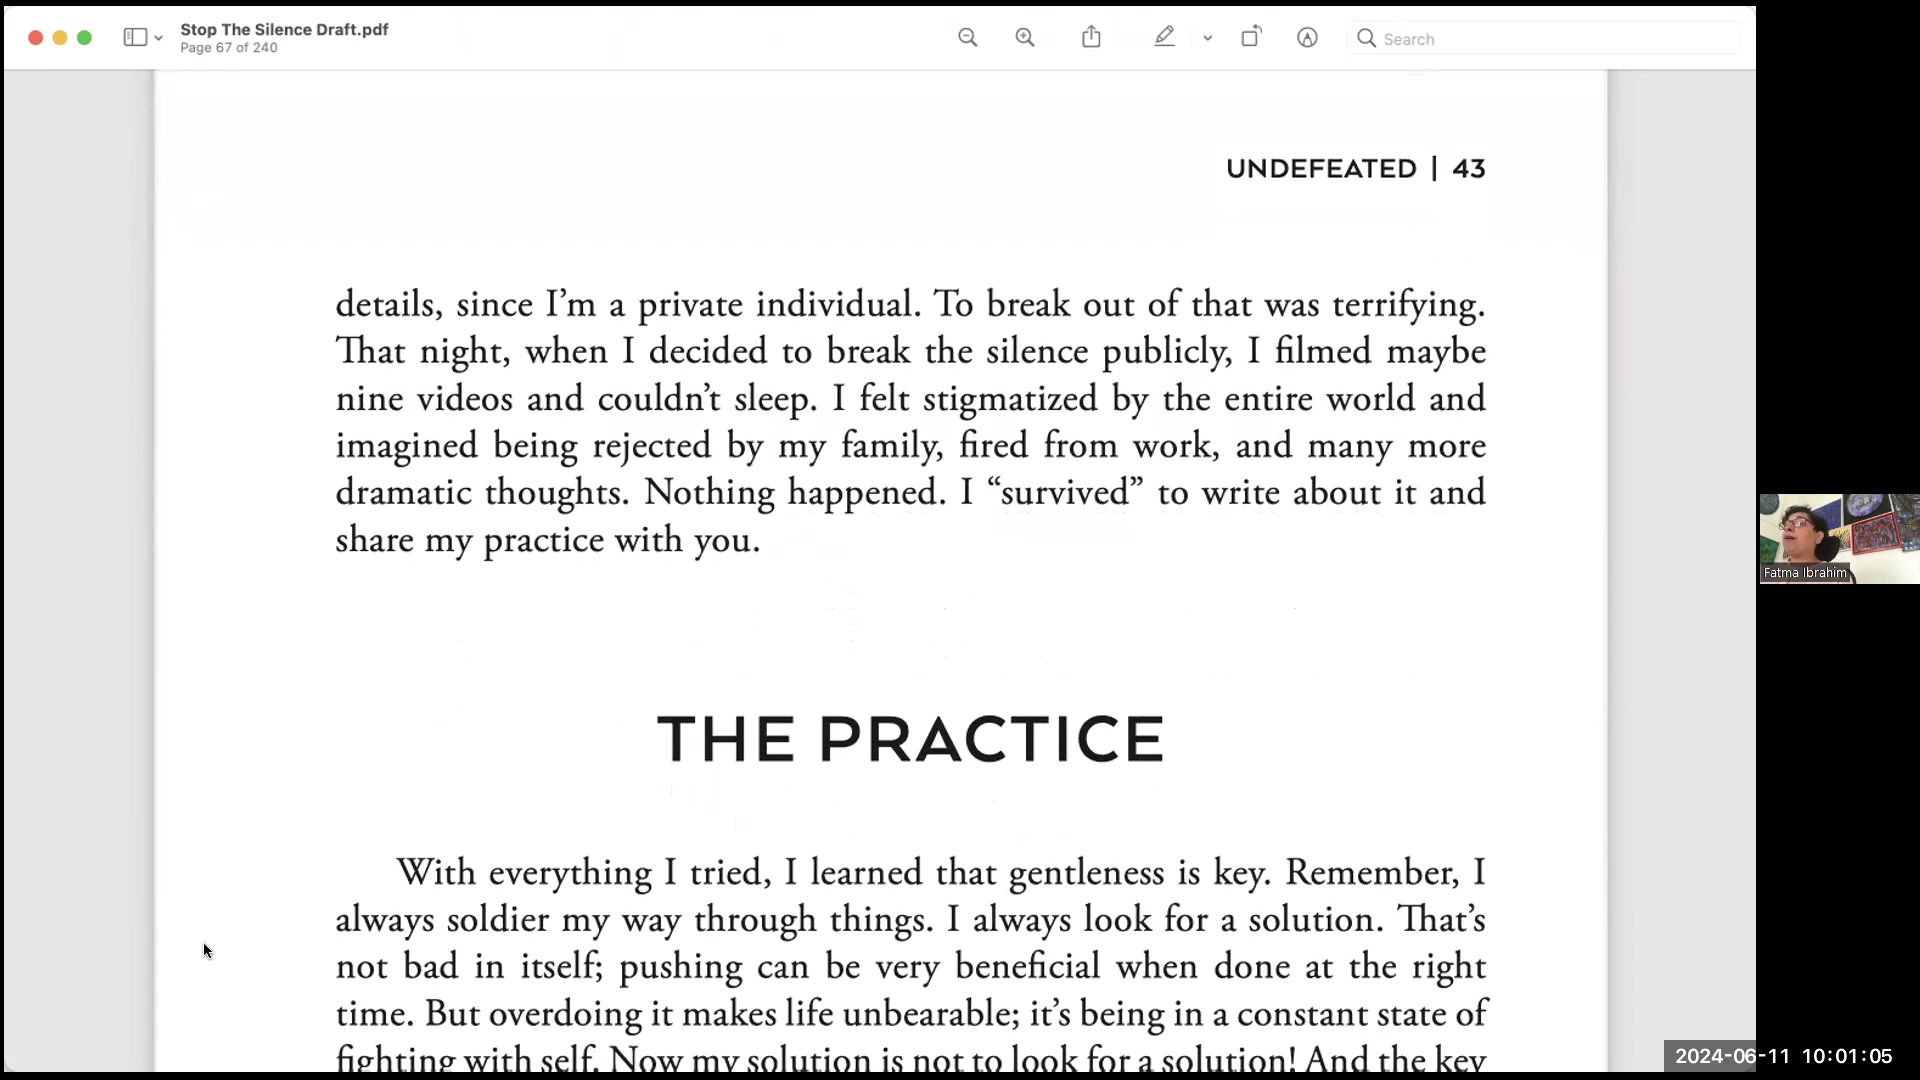 Stop The Silence Draft.pdf
Page 67 of 240
Search
UNDEFEATED | 43
details, since I’m a private individual. To break out of that was terrifying.
That night, when I decided to break the silence publicly, I filmed maybe
nine videos and couldn’t sleep. I felt stigmatized by the entire world and
imagined being rejected by my family, fired from work, and many more
dramatic thoughts. Nothing happened. I “survived” to write about it and
share my practice with you.
THE PRACTICE
With everything I tried, I learned that gentleness is key. Remember, I
always soldier my way through things. I always look for a solution. That’s
not bad in itself; pushing can be very beneficial when done at the right
time. But overdoing it makes life unbearable; it’s being in a constant state of
fighting with self. Now my solution is not to look for a solution! And the key
Fatma Ibrahim
2024-06-11 10:01:05